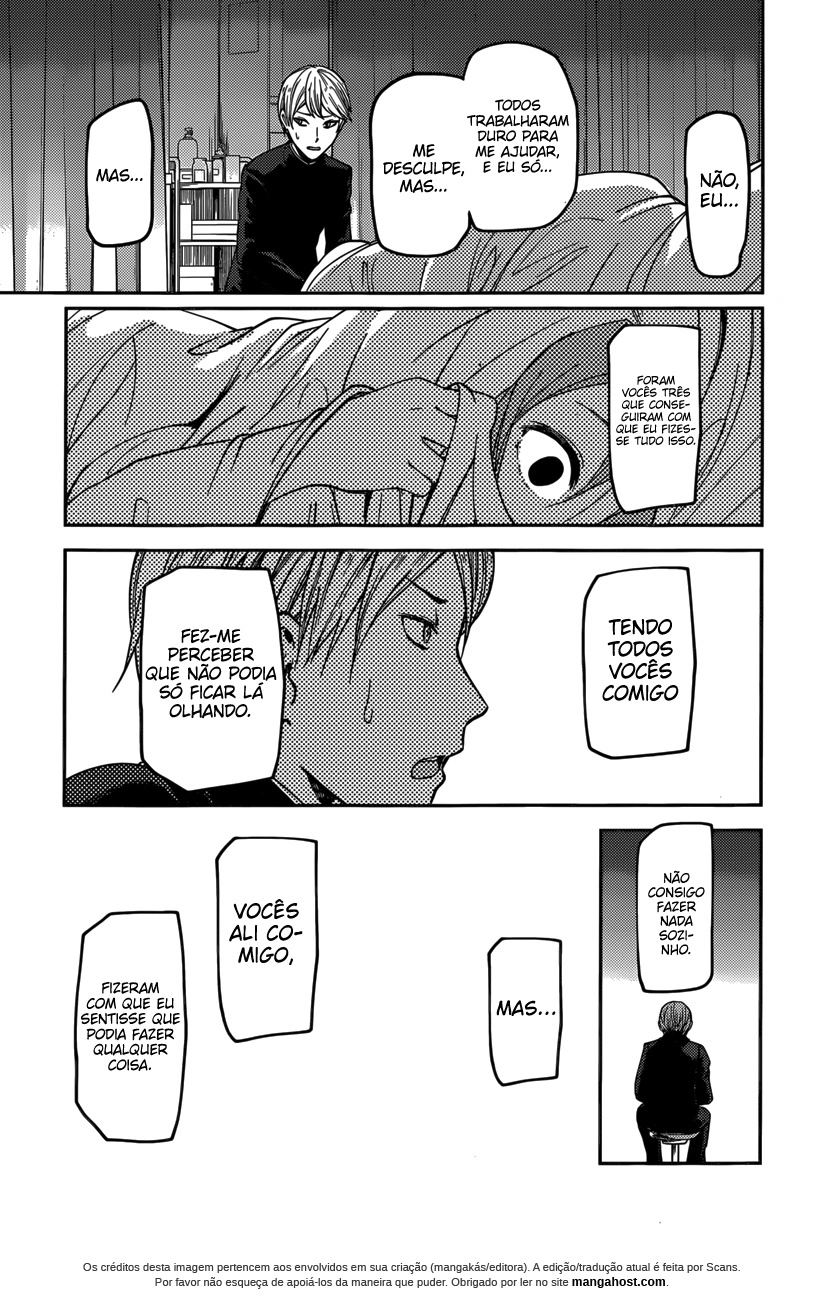 NÃO,
EU...
TODOS
TRABALHARAM
DURO PARA
ME AJUDAR,
E EU SÓ...
ME
DESCULPE,
MAS...
MAS...
FORAM
VOCÊS TRÊS
QUE CONSE-
GUIRAM COM
QUE EU FIZES-
SE TUDO ISSO.
TENDO
TODOS
VOCÊS
COMIGO
FEZ-ME
PERCEBER
QUE NÃO PODIA
SÓ FICAR LÁ
OLHANDO.
NÃO
CONSIGO
FAZER
NADA
SOZI-
NHO.
MAS...
VOCÊS
ALI CO-
MIGO,
FIZERAM
COM QUE EU
SENTISSE QUE
PODIA FAZER
QUALQUER
COISA.
Os créditos desta imagem pertencem aos envolvidos em sua criação (mangakás/editora). A edição/tradução atual é feita por Scans.
Por favor não esqueça de apoiá-los da maneira que puder. Obrigado por ler no site mangahost.com.